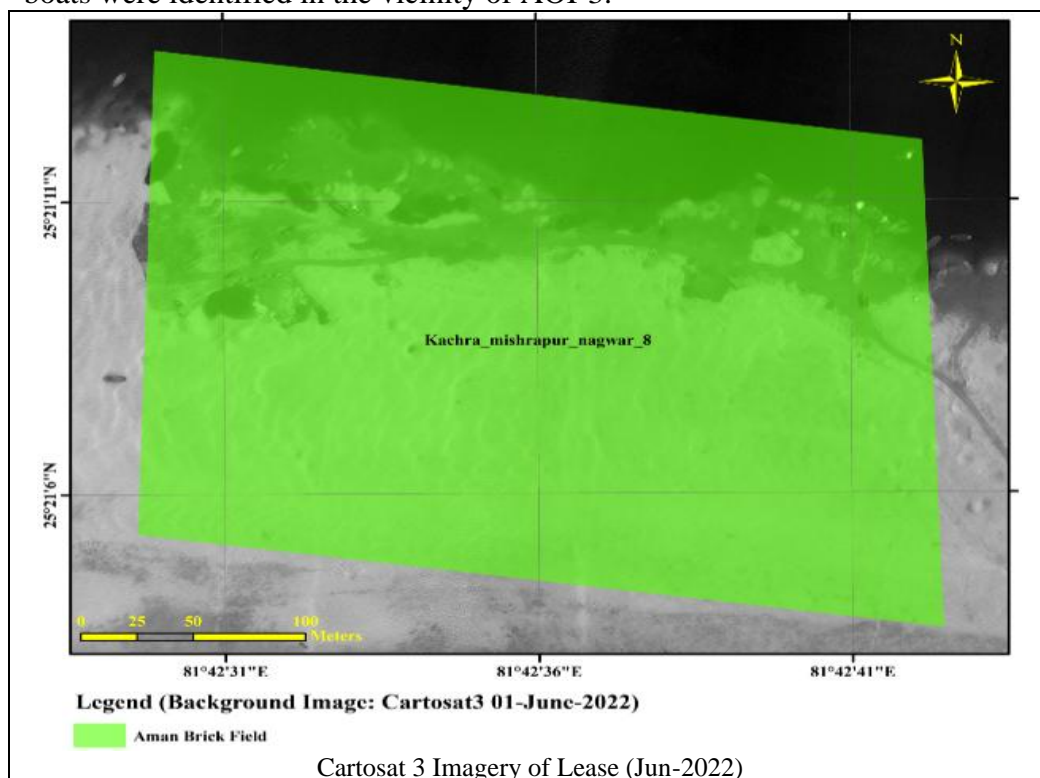 boats were identified in the vicinity of AOI 3.
N
25°21'11"N
Kachra_mishrapur_nagwar_8
25°21'6"N
0 25 50 100
Meters
81°42'31"E 81°42'36"E 81°42'41"E
Legend (Background Image: Cartosat3 01-June-2022)
Aman Brick Field
Cartosat 3 Imagery of Lease (Jun-2022)